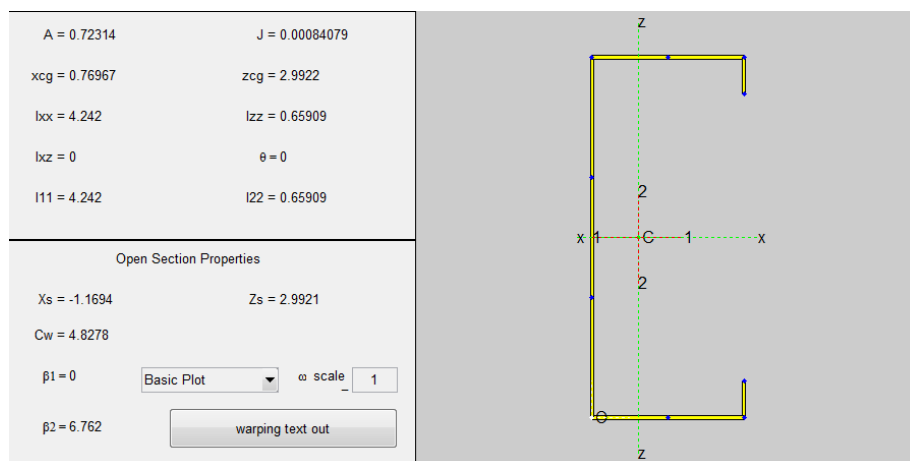 A = 0.72314 J = 0.00084079
xcg = 0.76967 zcg = 2.9922
Ixx = 4.242 Izz = 0.65909
Ixz = 0 θ = 0
I11 = 4.242 I22 = 0.65909
Open Section Properties
Xs = -1.1694 Zs = 2.9921
Cw = 4.8278
β1 = 0 Basic Plot ω scale_ 1
β2 = 6.762 warping text out
z
2
x 1 C 1 x
2
O
z